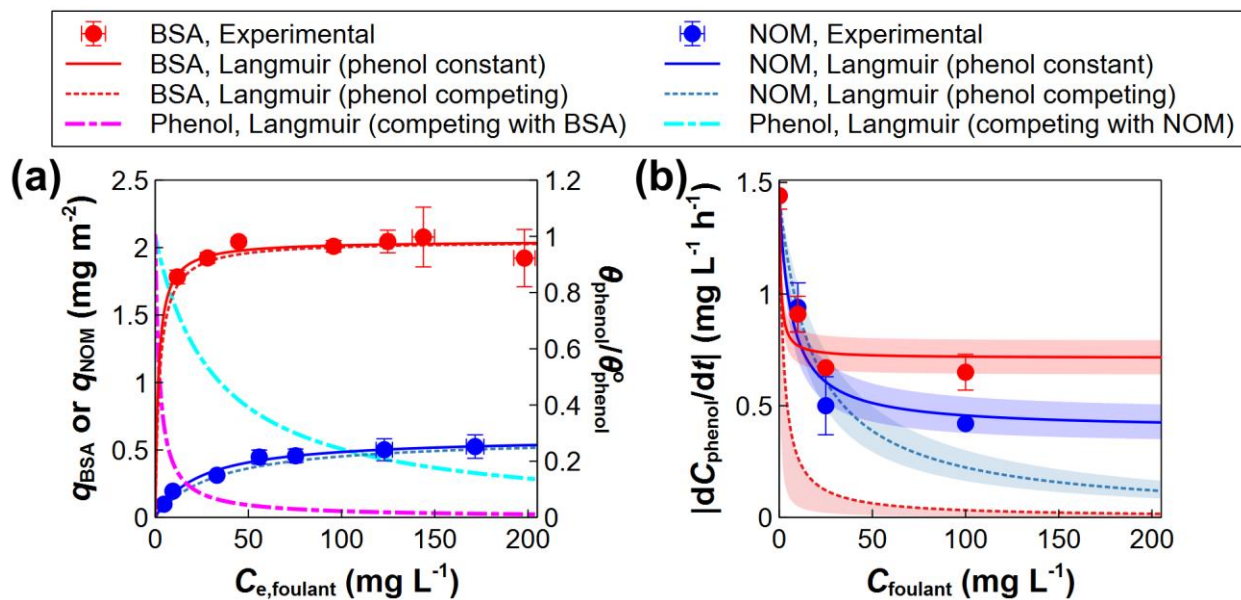 BSA, Experimental
BSA, Langmuir (phenol constant)
BSA, Langmuir (phenol competing)
Phenol, Langmuir (competing with BSA)
NOM, Experimental
NOM, Langmuir (phenol constant)
NOM, Langmuir (phenol competing)
Phenol, Langmuir (competing with NOM)
(a)
qBSA or qNOM (mg m⁻²)
2.5
2
1.5
1
0.5
0
0 50 100 150 200
Ce,foulant (mg L⁻¹)
1.2
1
0.8
0.6
0.4
0.2
0
θphenol/θ°phenol
(b)
|dCphenol/dt| (mg L⁻¹ h⁻¹)
1.5
1
0.5
0
0 50 100 150 200
Cfoulant (mg L⁻¹)